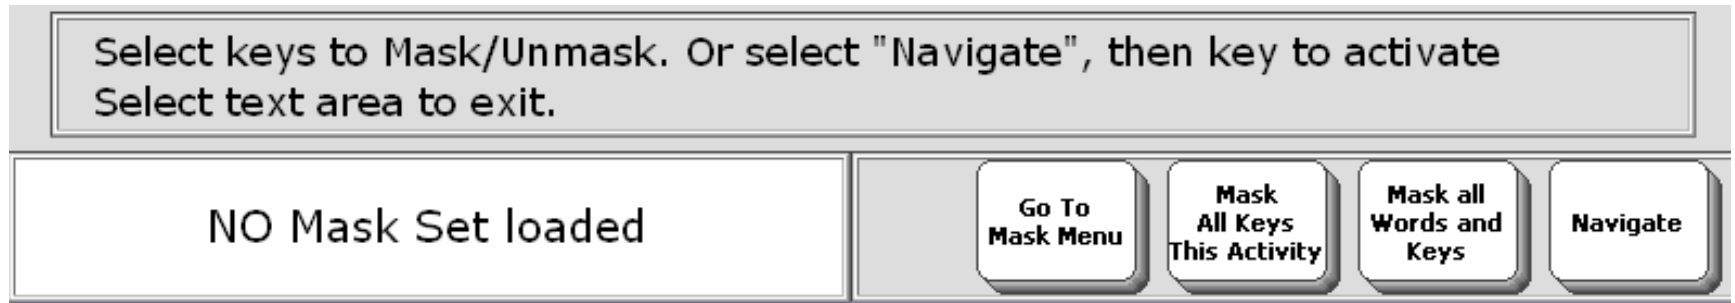 Select keys to Mask/Unmask. Or select "Navigate", then key to activate
Select text area to exit.
NO Mask Set loaded
Go To
Mask Menu
Mask
All Keys
This Activity
Mask all
Words and
Keys
Navigate